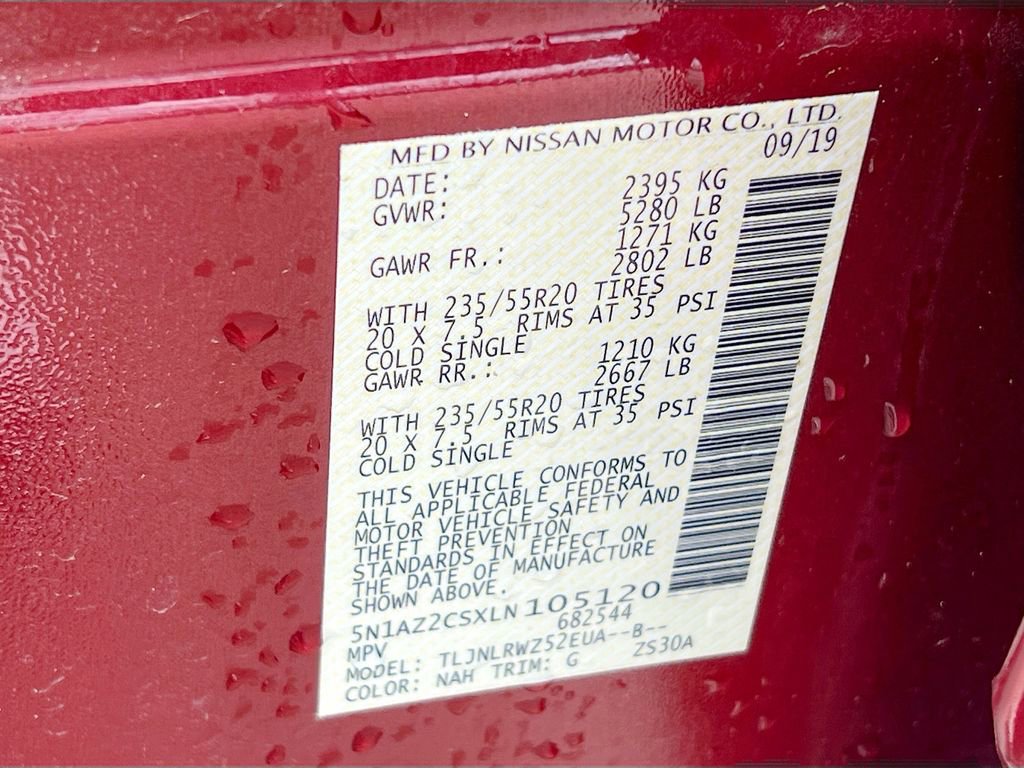 MFD BY NISSAN MOTOR CO., LTD.
DATE: 09/19
GVWR: 2395 KG
5280 LB
GAWR FR.: 1271 KG
2802 LB
WITH 235/55R20 TIRES
20 X 7.5 RIMS AT 35 PSI
COLD SINGLE
GAWR RR.: 1210 KG
2667 LB
WITH 235/55R20 TIRES
20 X 7.5 RIMS AT 35 PSI
COLD SINGLE
THIS VEHICLE CONFORMS TO
ALL APPLICABLE FEDERAL
MOTOR VEHICLE SAFETY AND
THEFT PREVENTION
STANDARDS IN EFFECT ON
THE DATE OF MANUFACTURE
SHOWN ABOVE.
5N1AZ2CSXLN105120
MPV 682544
MODEL: TLJNLRWZ52EUA--B--
COLOR: NAH TRIM: G ZS30A